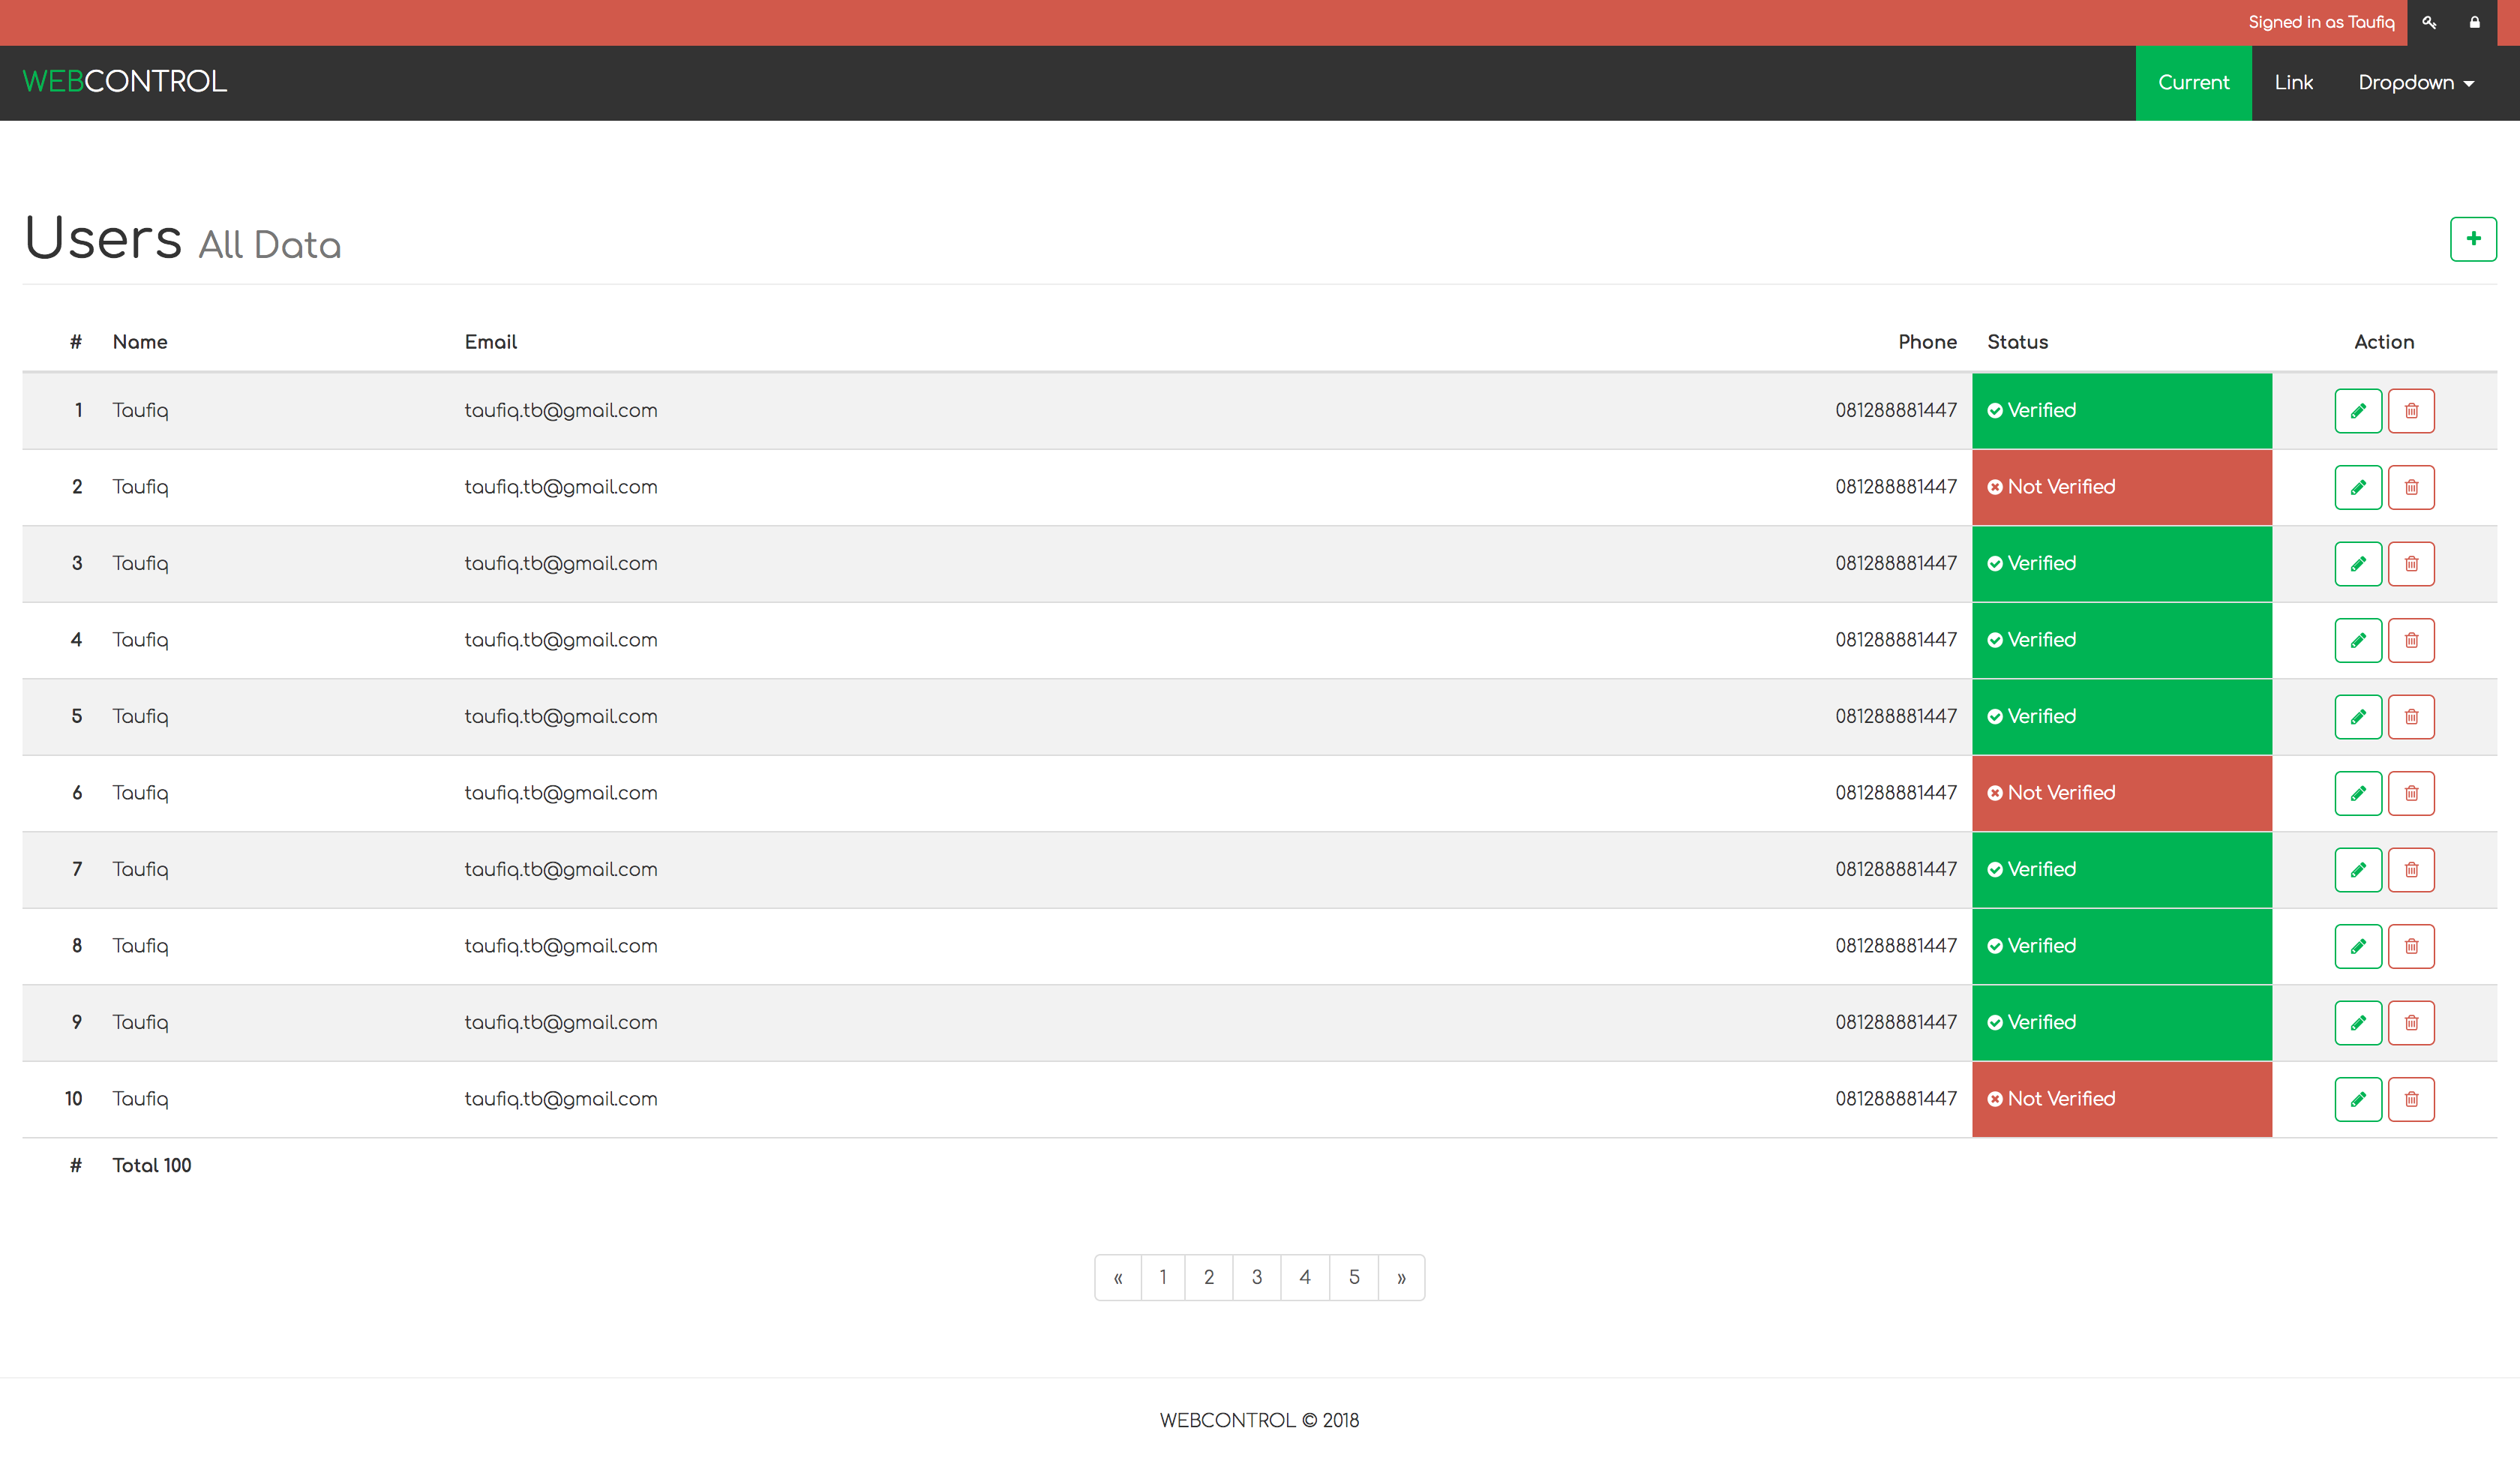 Signed in as Taufiq
WEBCONTROL Current Link Dropdown
Users All Data
# Name Email Phone Status Action
1 Taufiq taufiq.tb@gmail.com 081288881447 Verified
2 Taufiq taufiq.tb@gmail.com 081288881447 Not Verified
3 Taufiq taufiq.tb@gmail.com 081288881447 Verified
4 Taufiq taufiq.tb@gmail.com 081288881447 Verified
5 Taufiq taufiq.tb@gmail.com 081288881447 Verified
6 Taufiq taufiq.tb@gmail.com 081288881447 Not Verified
7 Taufiq taufiq.tb@gmail.com 081288881447 Verified
8 Taufiq taufiq.tb@gmail.com 081288881447 Verified
9 Taufiq taufiq.tb@gmail.com 081288881447 Verified
10 Taufiq taufiq.tb@gmail.com 081288881447 Not Verified
# Total 100
« 1 2 3 4 5 »
WEBCONTROL © 2018